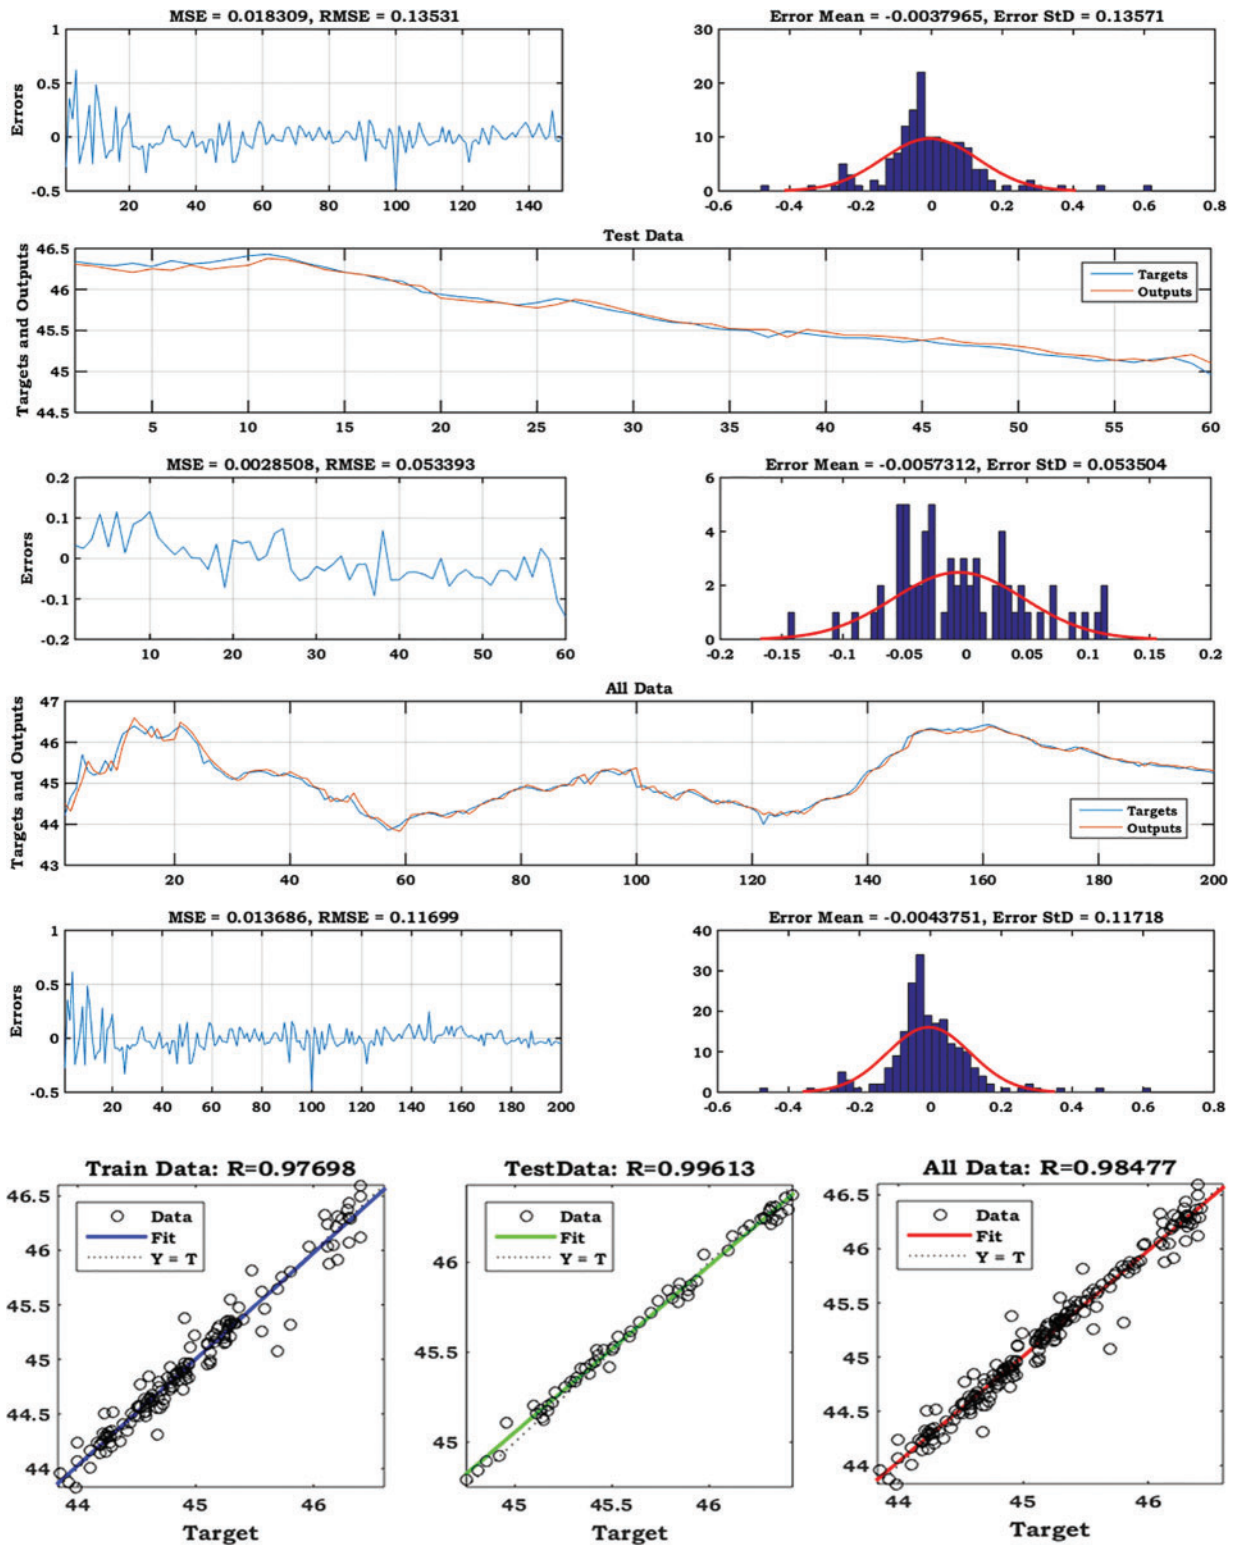 MSE = 0.018309, RMSE = 0.13531
Error Mean = -0.0037965, Error StD = 0.13571
Errors
1
0.5
0
-0.5
20 40 60 80 100 120 140
30
20
10
0
-0.6 -0.4 -0.2 0 0.2 0.4 0.6 0.8
Test Data
Targets and Outputs
46.5
46
45.5
45
44.5
Targets
Outputs
5 10 15 20 25 30 35 40 45 50 55 60
MSE = 0.0028508, RMSE = 0.053393
Error Mean = -0.0057312, Error StD = 0.053504
Errors
0.2
0.1
0
-0.1
-0.2
10 20 30 40 50 60
6
4
2
0
-0.2 -0.1 -0.05 0 0.05 0.1 0.15 0.2
All Data
Targets and Outputs
47
46
45
44
43
Targets
Outputs
20 40 60 80 100 120 140 160 180 200
MSE = 0.013686, RMSE = 0.11699
Error Mean = -0.0043751, Error StD = 0.11718
Errors
1
0.5
0
-0.5
20 40 60 80 100 120 140 160 180 200
40
30
20
10
0
-0.6 -0.4 -0.2 0 0.2 0.4 0.6 0.8
Train Data: R=0.97698
46.5
46
45.5
45
44.5
44
Data
Fit
Y = T
44 45 46
Target
TestData: R=0.99613
46
45.5
45
Data
Fit
Y = T
45 45.5 46
Target
All Data: R=0.98477
46.5
46
45.5
45
44.5
44
Data
Fit
Y = T
44 45 46
Target